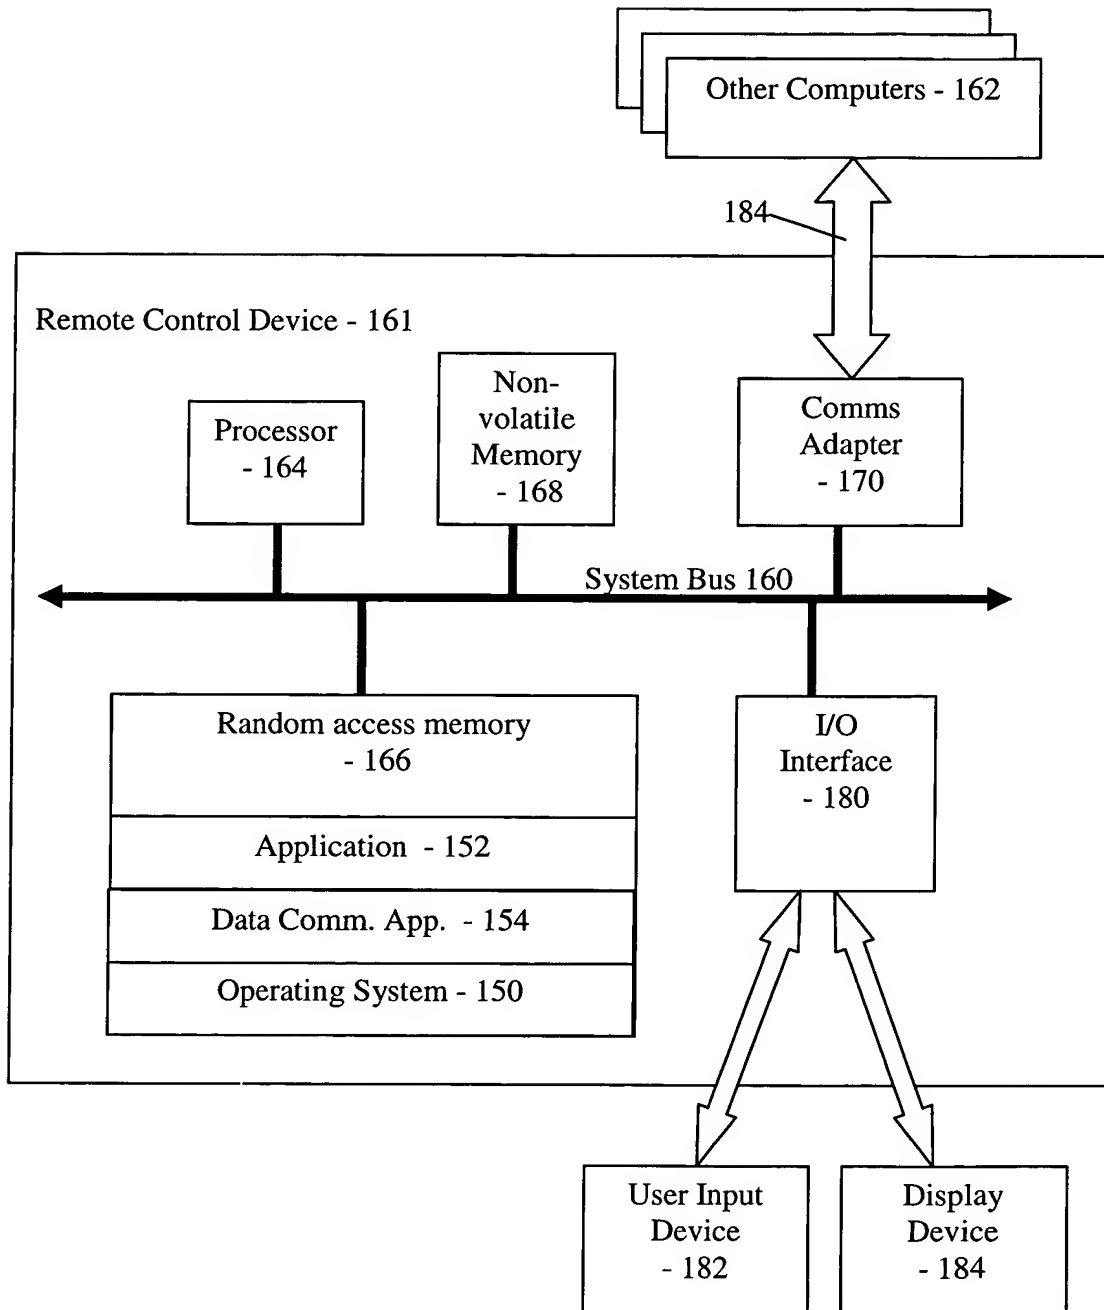 Other Computers - 162
184
Remote Control Device - 161
Non-
volatile
Memory
- 168
Processor
- 164
Comms
Adapter
- 170
System Bus 160
Random access memory
- 166
I/O
Interface
- 180
Application - 152
Data Comm. App. - 154
Operating System - 150
User Input
Device
- 182
Display
Device
- 184